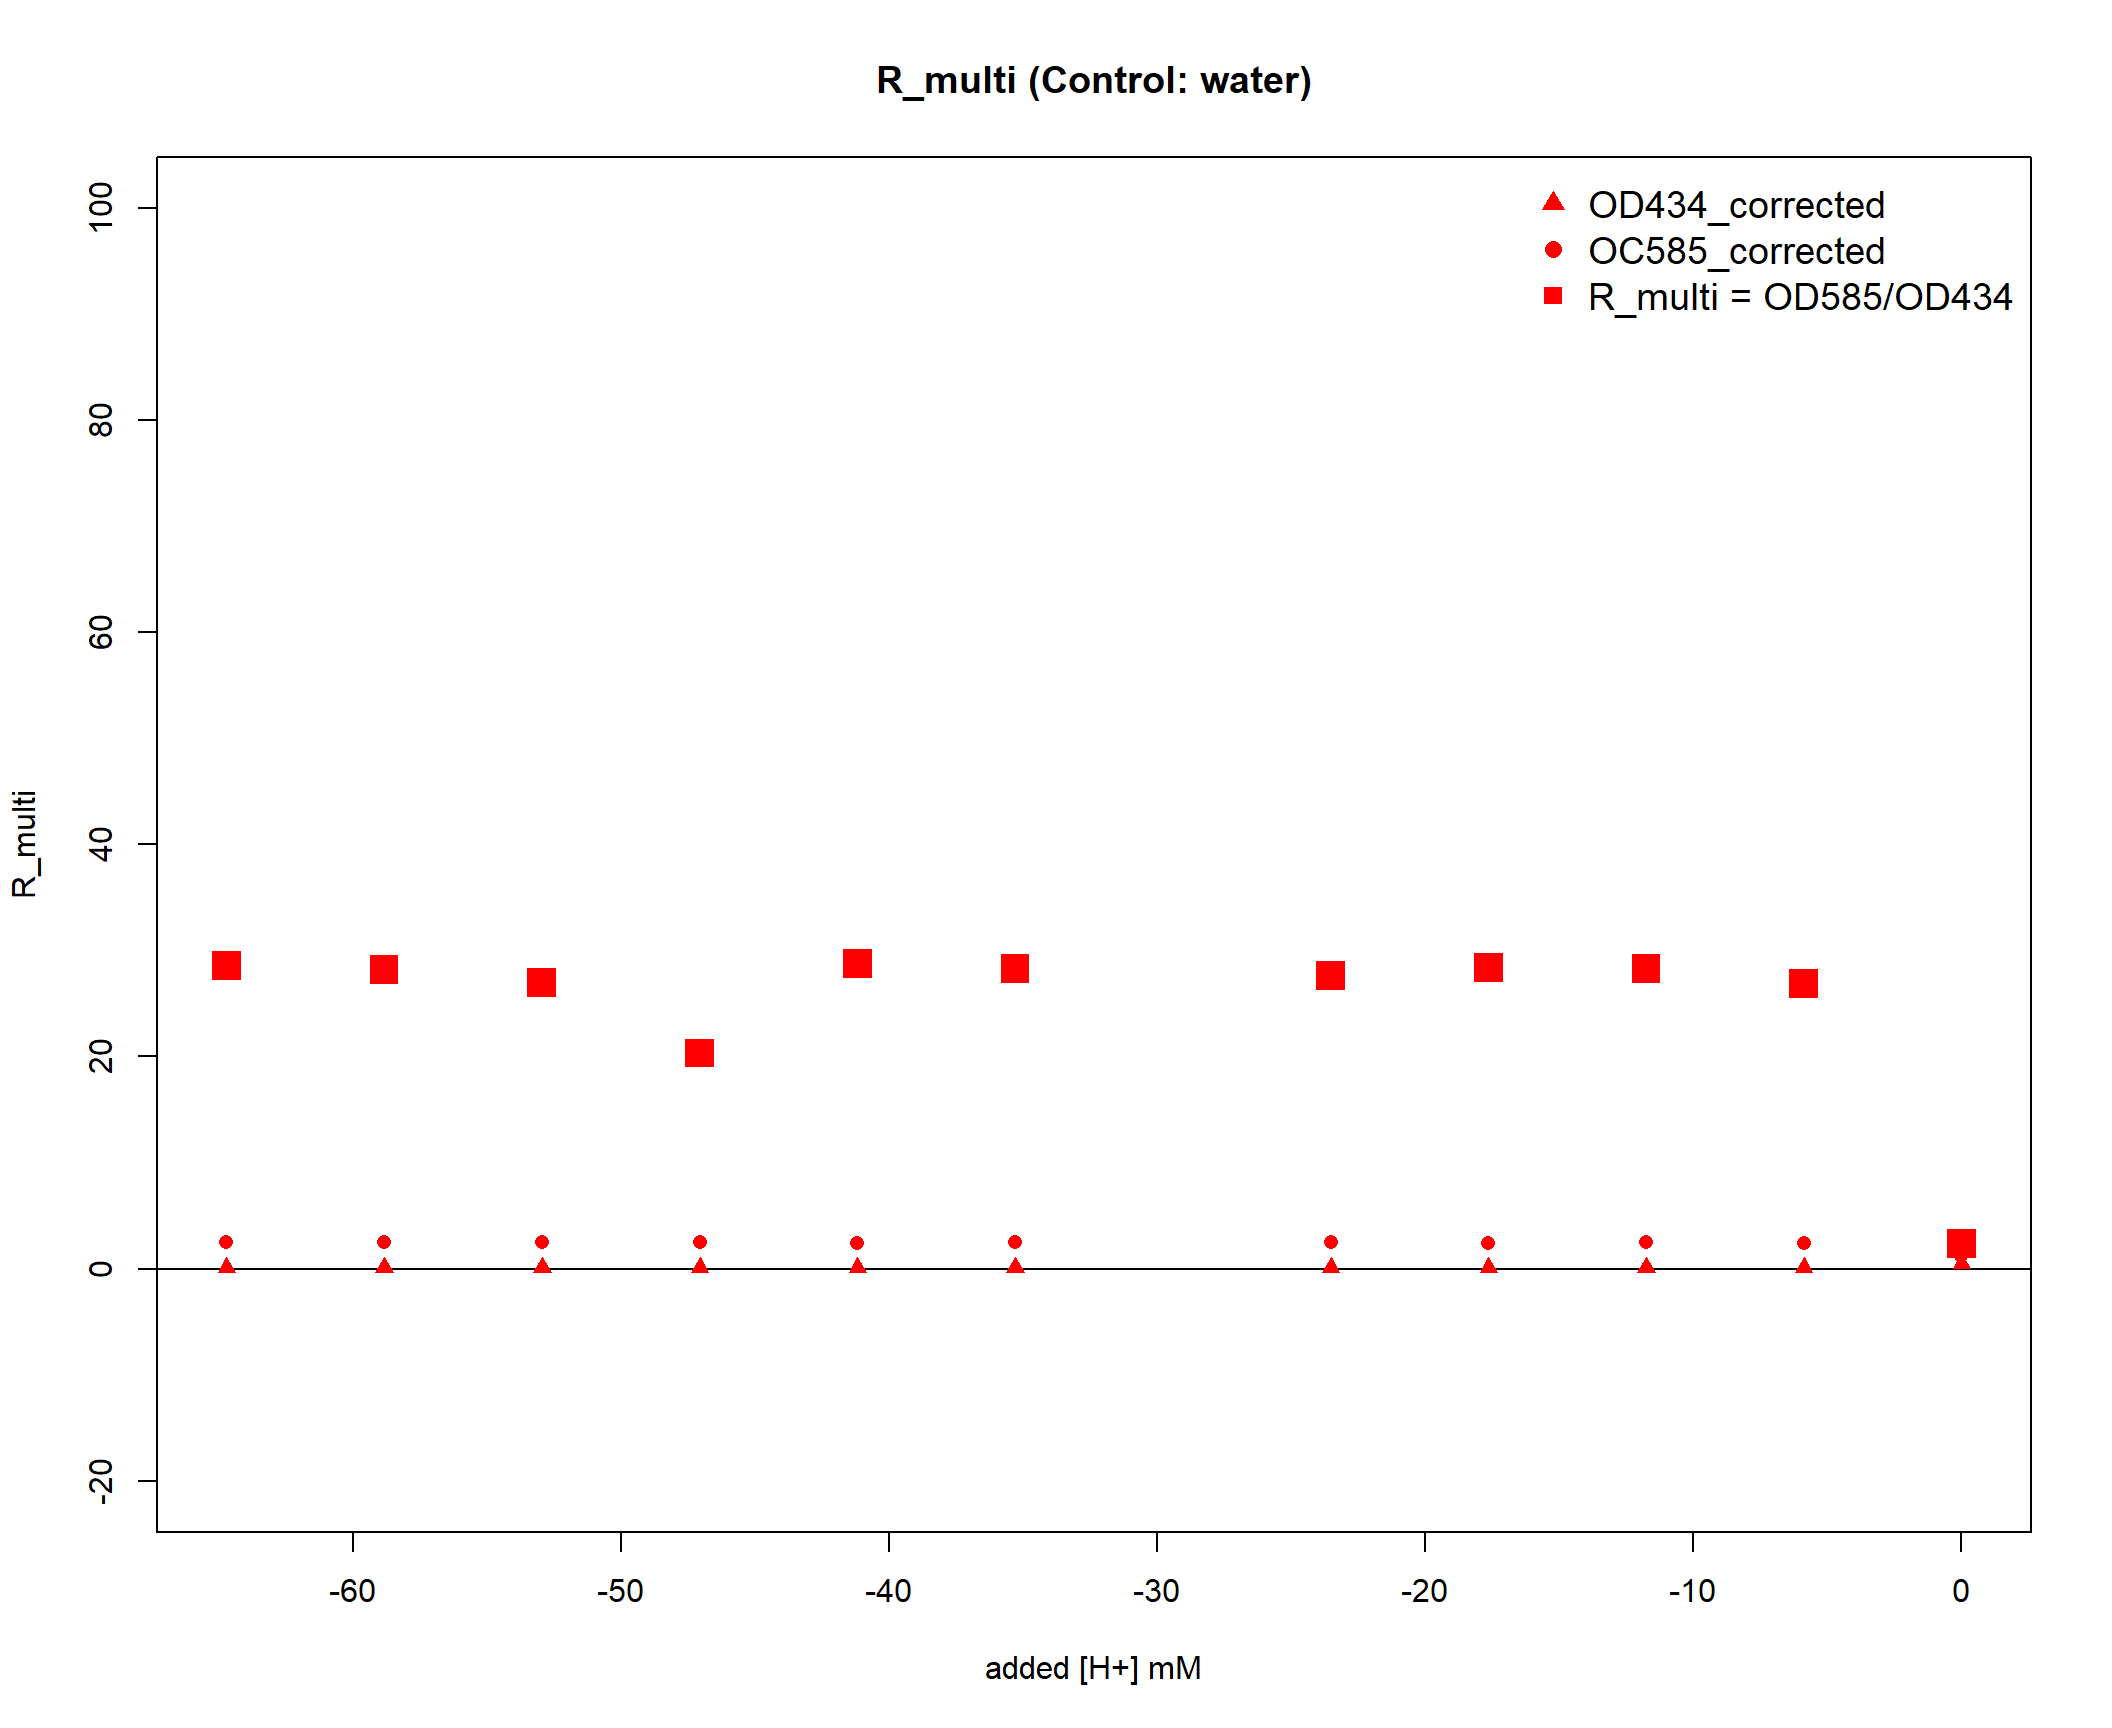 R_multi (Control: water)
OD434_corrected
OC585_corrected
R_multi = OD585/OD434
100
80
60
40
20
0
-20
R_multi
-60 -50 -40 -30 -20 -10 0
added [H+] mM